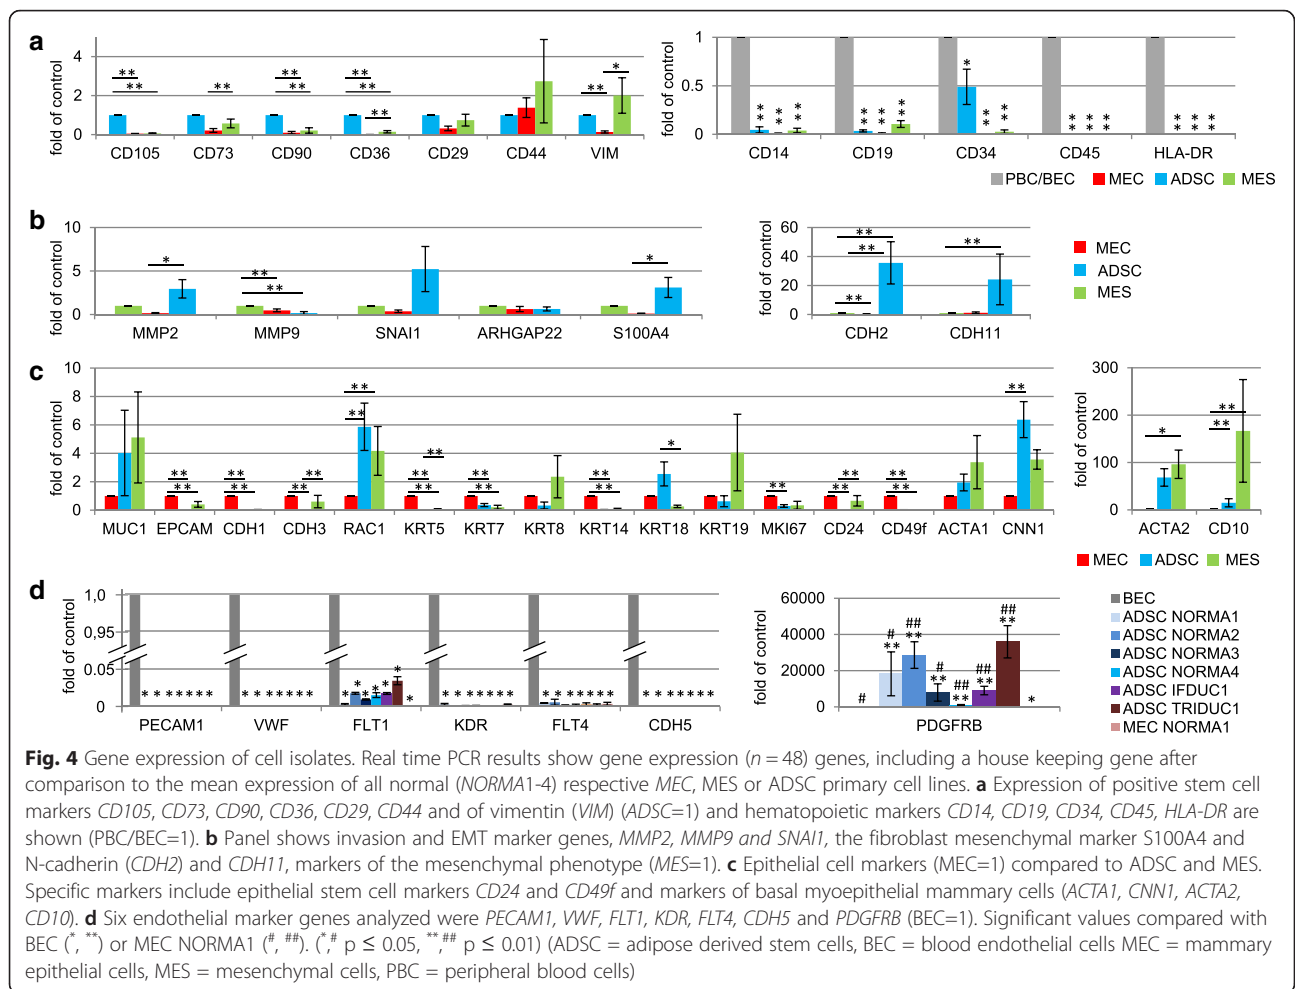 a
fold of control
4
2
0
** ** ** ** ** ** ** ** ** *
CD105 CD73 CD90 CD36 CD29 CD44 VIM
fold of control
1
0.5
0
** ** ** ** ** ** * ** ** ** ** ** ** ** **
CD14 CD19 CD34 CD45 HLA-DR
PBC/BEC MEC ADSC MES
b
fold of control
10
5
0
* ** ** *
MMP2 MMP9 SNAI1 ARHGAP22 S100A4
fold of control
60
40
20
0
** ** ** **
CDH2 CDH11
MEC
ADSC
MES
c
fold of control
10
8
6
4
2
0
** ** ** ** ** ** ** ** ** ** ** ** ** ** ** * ** ** ** ** ** **
MUC1 EPCAM CDH1 CDH3 RAC1 KRT5 KRT7 KRT8 KRT14 KRT18 KRT19 MKI67 CD24 CD49f ACTA1 CNN1
fold of control
300
200
100
0
* ** **
ACTA2 CD10
MEC ADSC MES
d
fold of control
1,0
0,95
0.05
0
* * * * * * * * * * * * * * * * * * * * * * * * * * * * * * * * * * * * * * * *
PECAM1 VWF FLT1 KDR FLT4 CDH5
fold of control
60000
40000
20000
0
# # ** ## ** # ** ## ** ## ** ## ** *
PDGFRB
BEC
ADSC NORMA1
ADSC NORMA2
ADSC NORMA3
ADSC NORMA4
ADSC IFDUC1
ADSC TRIDUC1
MEC NORMA1
Fig. 4 Gene expression of cell isolates. Real time PCR results show gene expression (n = 48) genes, including a house keeping gene after
comparison to the mean expression of all normal (NORMA1-4) respective MEC, MES or ADSC primary cell lines. a Expression of positive stem cell
markers CD105, CD73, CD90, CD36, CD29, CD44 and of vimentin (VIM) (ADSC=1) and hematopoietic markers CD14, CD19, CD34, CD45, HLA-DR are
shown (PBC/BEC=1). b Panel shows invasion and EMT marker genes, MMP2, MMP9 and SNAI1, the fibroblast mesenchymal marker S100A4 and
N-cadherin (CDH2) and CDH11, markers of the mesenchymal phenotype (MES=1). c Epithelial cell markers (MEC=1) compared to ADSC and MES.
Specific markers include epithelial stem cell markers CD24 and CD49f and markers of basal myoepithelial mammary cells (ACTA1, CNN1, ACTA2,
CD10). d Six endothelial marker genes analyzed were PECAM1, VWF, FLT1, KDR, FLT4, CDH5 and PDGFRB (BEC=1). Significant values compared with
BEC (*, **) or MEC NORMA1 (#, ##). (*,# p ≤ 0.05, **,## p ≤ 0.01) (ADSC = adipose derived stem cells, BEC = blood endothelial cells MEC = mammary
epithelial cells, MES = mesenchymal cells, PBC = peripheral blood cells)